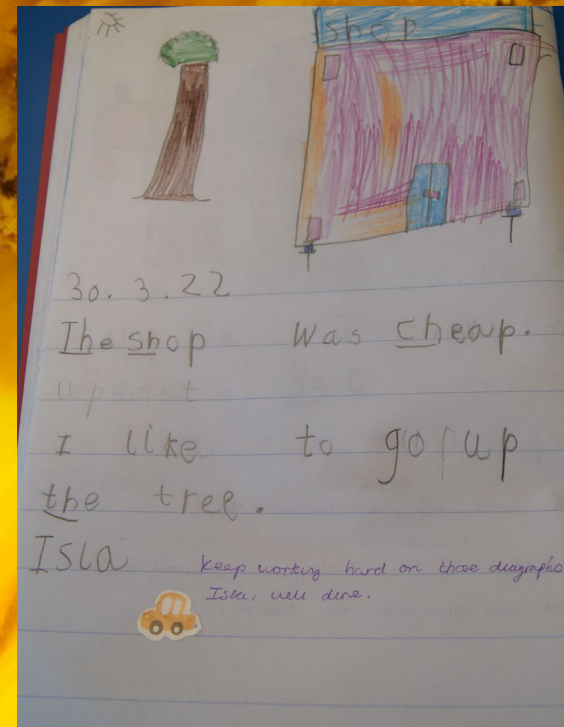 shop
30.3.22
The shop was cheap.
I like to go up
the tree.
Isla
Keep working hard on those diagraphs
Isla, well done.